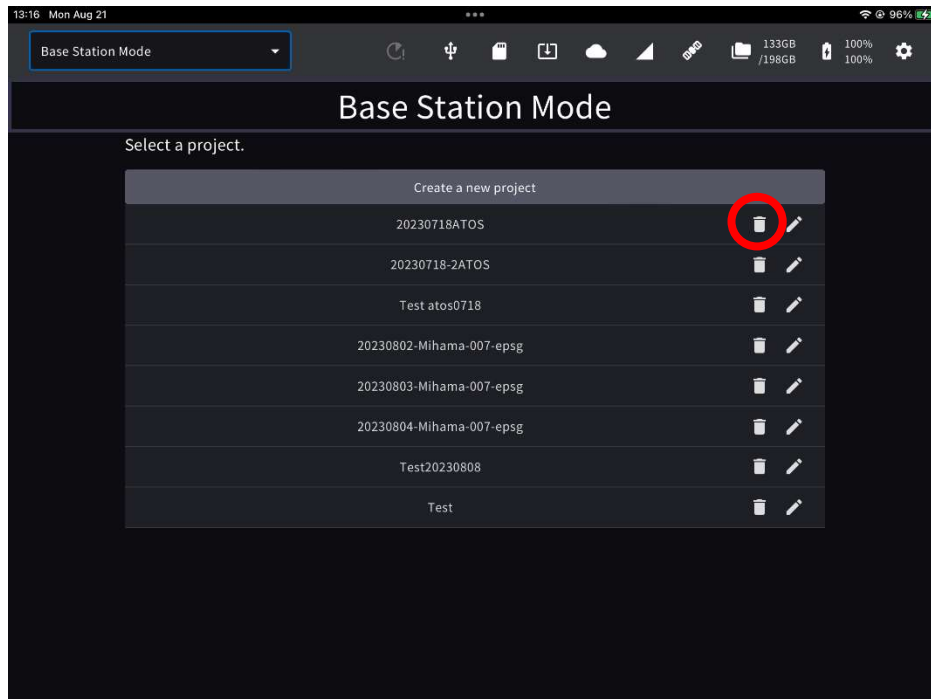 13:16 Mon Aug 21
96%
Base Station Mode
133GB
/198GB
100%
100%
Base Station Mode
Select a project.
Create a new project
20230718ATOS
20230718-2ATOS
Test atos0718
20230802-Mihama-007-epsg
20230803-Mihama-007-epsg
20230804-Mihama-007-epsg
Test20230808
Test